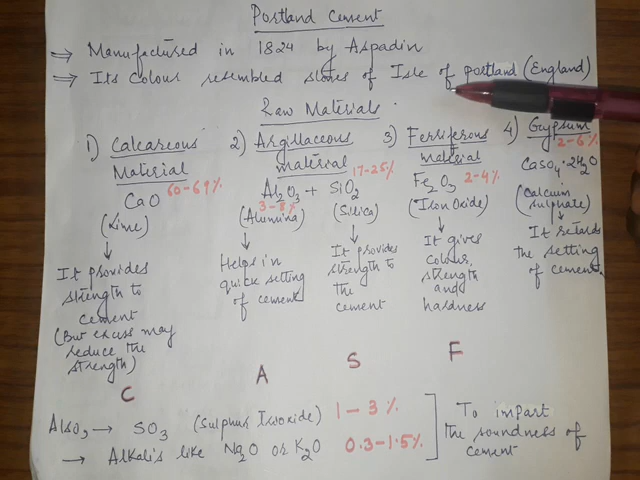 Portland Cement
⇒ Manufactured in 1824 by Aspadin
⇒ Its colour resembled stones of Isle of portland (England)
Raw Materials
1) Calcareous Material
CaO 60-69%
(Lime)
↓
It provides
strength to
cement
(But excess may
reduce the
strength)
C
2) Argillaceous material
Al2O3 + SiO2
3-8% 17-25%
(Alumina) (Silica)
↓
Helps in
quick setting
of cement
A
↓
It provides
strength to
the
cement
S
3) Ferriferous material
Fe2O3 2-4%
(Iron Oxide)
↓
It gives
colour,
strength
and
hardness
F
4) Gypsum
2-6%
CaSO4·2H2O
(Calcium
sulphate)
↓
It retards
the setting
of cement.
Also, → SO3 (Sulphur Trioxide) 1-3%
→ Alkalis like Na2O or K2O 0.3-1.5%
To impart
the soundness of
cement